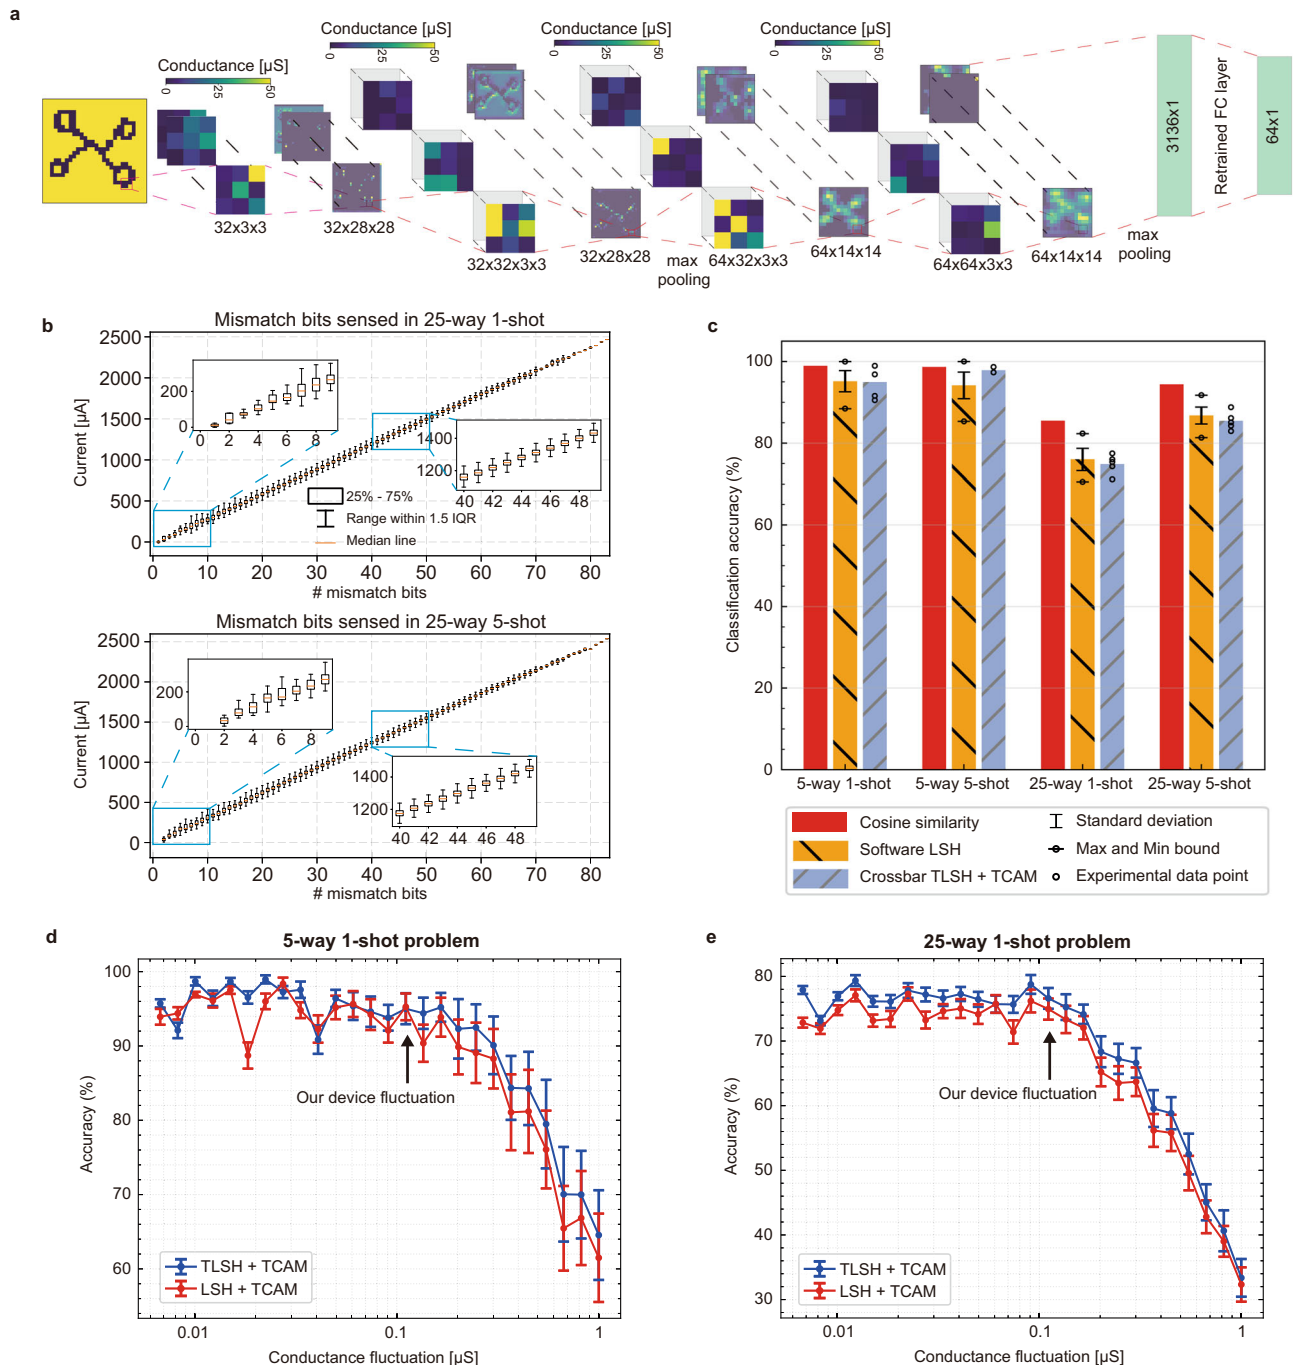 a
Conductance [µS]
0 25 50
Conductance [µS]
0 25 50
Conductance [µS]
0 25 50
Conductance [µS]
0 25 50
32x3x3
32x28x28
32x32x3x3
32x28x28
max
pooling
64x32x3x3
64x14x14
64x64x3x3
64x14x14
max
pooling
3136x1
Retrained FC layer
64x1
b
Mismatch bits sensed in 25-way 1-shot
Current [µA]
2500
2000
1500
1000
500
0
200
0
0 2 4 6 8
1400
1200
40 42 44 46 48
25% - 75%
Range within 1.5 IQR
Median line
0 10 20 30 40 50 60 70 80
# mismatch bits
Mismatch bits sensed in 25-way 5-shot
Current [µA]
2500
2000
1500
1000
500
0
200
0
0 2 4 6 8
1400
1200
40 42 44 46 48
0 10 20 30 40 50 60 70 80
# mismatch bits
c
Classification accuracy (%)
100
80
60
40
20
0
5-way 1-shot 5-way 5-shot 25-way 1-shot 25-way 5-shot
Cosine similarity
Software LSH
Crossbar TLSH + TCAM
Standard deviation
Max and Min bound
Experimental data point
d
5-way 1-shot problem
Accuracy (%)
100
90
80
70
60
Our device fluctuation
TLSH + TCAM
LSH + TCAM
0.01 0.1 1
Conductance fluctuation [µS]
e
25-way 1-shot problem
Accuracy (%)
80
70
60
50
40
30
Our device fluctuation
TLSH + TCAM
LSH + TCAM
0.01 0.1 1
Conductance fluctuation [µS]